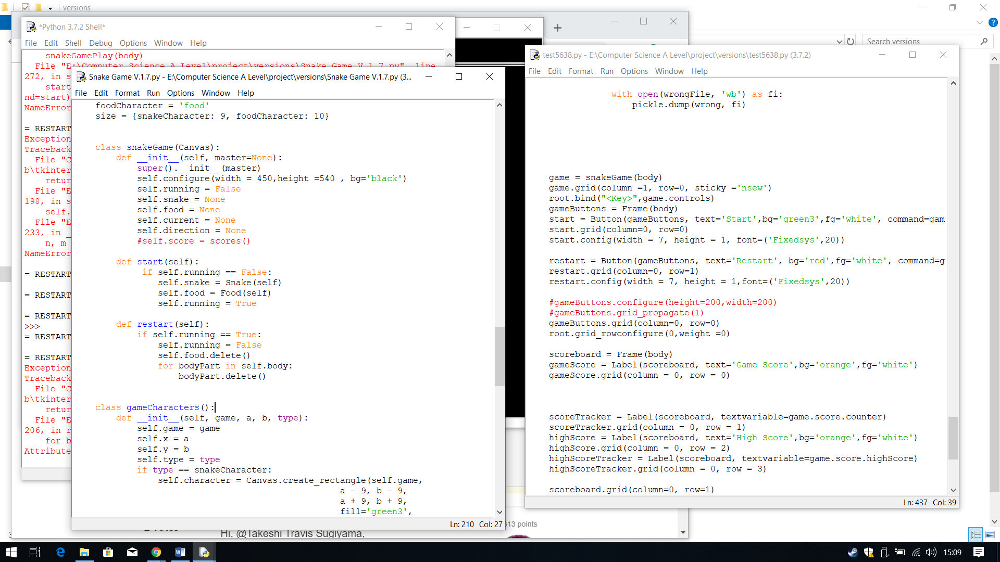 versions
*Python 3.7.2 Shell*
File Edit Shell Debug Options Window Help
snakeGamePlay(body)
File "E:\Computer Science A Level\project\versions\Snake Game V.1.7.py", line
272, in s
start
nd=start)
NameError
= RESTART
Exception
Traceback
File "C
b\tkinter
retur
File "E
198, in s
self.
File "E
233, in _
n, m
NameError
= RESTART
= RESTART
= RESTART
>>>
= RESTART
= RESTART
Exception
Traceback
File "C
b\tkinter
retur
File "E
206, in r
for b
Attribute
Snake Game V.1.7.py - E:\Computer Science A Level\project\versions\Snake Game V.1.7.py (3...
File Edit Format Run Options Window Help
foodCharacter = 'food'
size = {snakeCharacter: 9, foodCharacter: 10}
class snakeGame(Canvas):
def __init__(self, master=None):
super().__init__(master)
self.configure(width = 450,height =540 , bg='black')
self.running = False
self.snake = None
self.food = None
self.current = None
self.direction = None
#self.score = scores()
def start(self):
if self.running == False:
self.snake = Snake(self)
self.food = Food(self)
self.running = True
def restart(self):
if self.running == True:
self.running = False
self.food.delete()
for bodyPart in self.body:
bodyPart.delete()
class gameCharacters():
def __init__(self, game, a, b, type):
self.game = game
self.x = a
self.y = b
self.type = type
if type == snakeCharacter:
self.character = Canvas.create_rectangle(self.game,
a - 9, b - 9,
a + 9, b + 9,
fill='green3',
Ln: 210 Col: 27
Search versions
test5638.py - E:\Computer Science A Level\project\versions\test5638.py (3.7.2)
File Edit Format Run Options Window Help
with open(wrongFile, 'wb') as fi:
pickle.dump(wrong, fi)
game = snakeGame(body)
game.grid(column =1, row=0, sticky ='nsew')
root.bind("<Key>",game.controls)
gameButtons = Frame(body)
start = Button(gameButtons, text='Start',bg='green3',fg='white', command=gam
start.grid(column=0, row=0)
start.config(width = 7, height = 1, font=('Fixedsys',20))
restart = Button(gameButtons, text='Restart', bg='red',fg='white', command=g
restart.grid(column=0, row=1)
restart.config(width = 7, height = 1,font=('Fixedsys',20))
#gameButtons.configure(height=200,width=200)
#gameButtons.grid_propagate(1)
gameButtons.grid(column=0, row=0)
root.grid_rowconfigure(0,weight =0)
scoreboard = Frame(body)
gameScore = Label(scoreboard, text='Game Score',bg='orange',fg='white')
gameScore.grid(column = 0, row = 0)
scoreTracker = Label(scoreboard, textvariable=game.score.counter)
scoreTracker.grid(column = 0, row = 1)
highScore = Label(scoreboard, text='High Score',bg='orange',fg='white')
highScore.grid(column = 0, row = 2)
highScoreTracker = Label(scoreboard, textvariable=game.score.highScore)
highScoreTracker.grid(column = 0, row = 3)
scoreboard.grid(column=0, row=1)
Ln: 437 Col: 39
313 points
Hi, @Takeshi Travis Sugiyama,
15:09